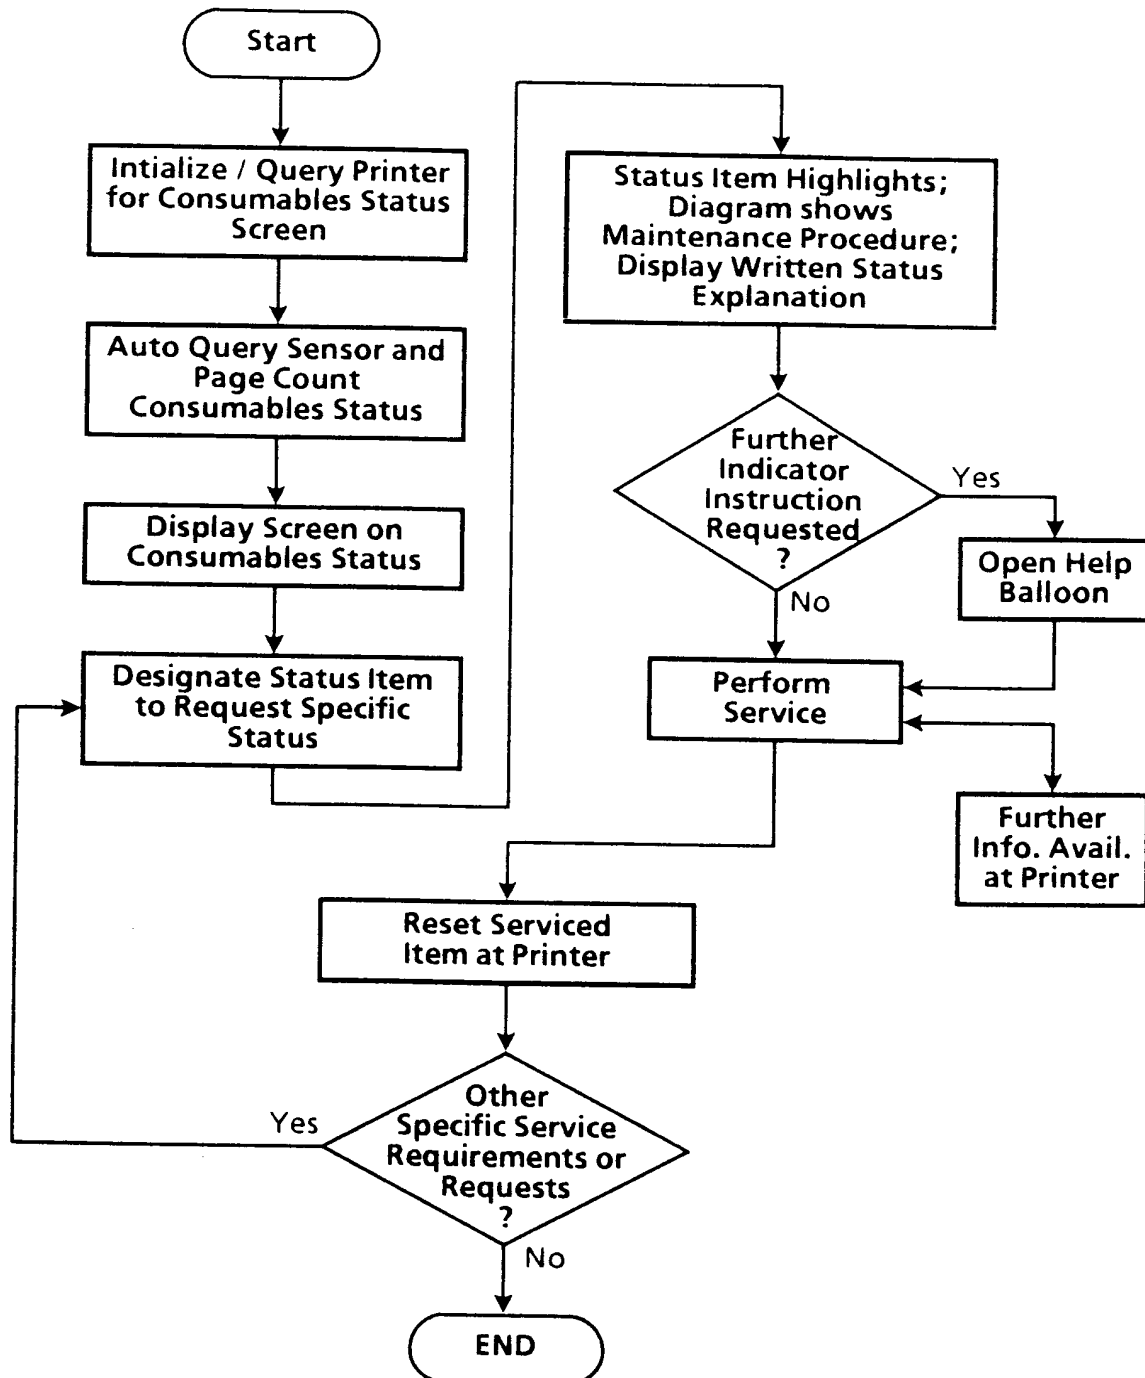 Start
Intialize / Query Printer
for Consumables Status
Screen
Auto Query Sensor and
Page Count
Consumables Status
Display Screen on
Consumables Status
Designate Status Item
to Request Specific
Status
Status Item Highlights;
Diagram shows
Maintenance Procedure;
Display Written Status
Explanation
Further
Indicator
Instruction
Requested
?
Yes
No
Open Help
Balloon
Perform
Service
Further
Info. Avail.
at Printer
Reset Serviced
Item at Printer
Other
Specific Service
Requirements or
Requests
?
Yes
No
END